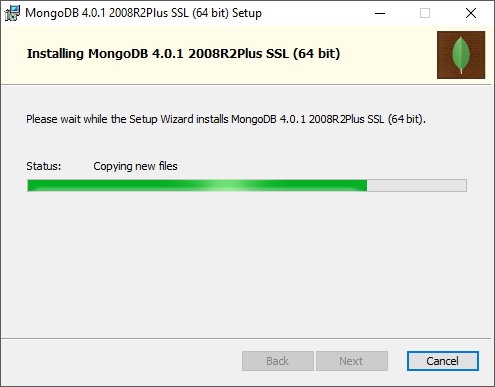 MongoDB 4.0.1 2008R2Plus SSL (64 bit) Setup
Installing MongoDB 4.0.1 2008R2Plus SSL (64 bit)
Please wait while the Setup Wizard installs MongoDB 4.0.1 2008R2Plus SSL (64 bit).
Status: Copying new files
Back Next Cancel